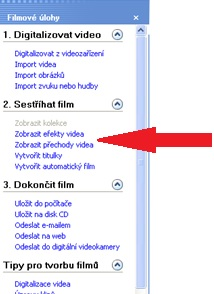 Filmové úlohy
1. Digitalizovat video
Digitalizovat z videozařízení
Import videa
Import obrázků
Import zvuku nebo hudby
2. Sestříhat film
Zobrazit kolekce
Zobrazit efekty videa
Zobrazit přechody videa
Vytvořit titulky
Vytvořit automatický film
3. Dokončit film
Uložit do počítače
Uložit na disk CD
Odeslat e-mailem
Odeslat na web
Odeslat do digitální videokamery
Tipy pro tvorbu filmů
Digitalizace videa